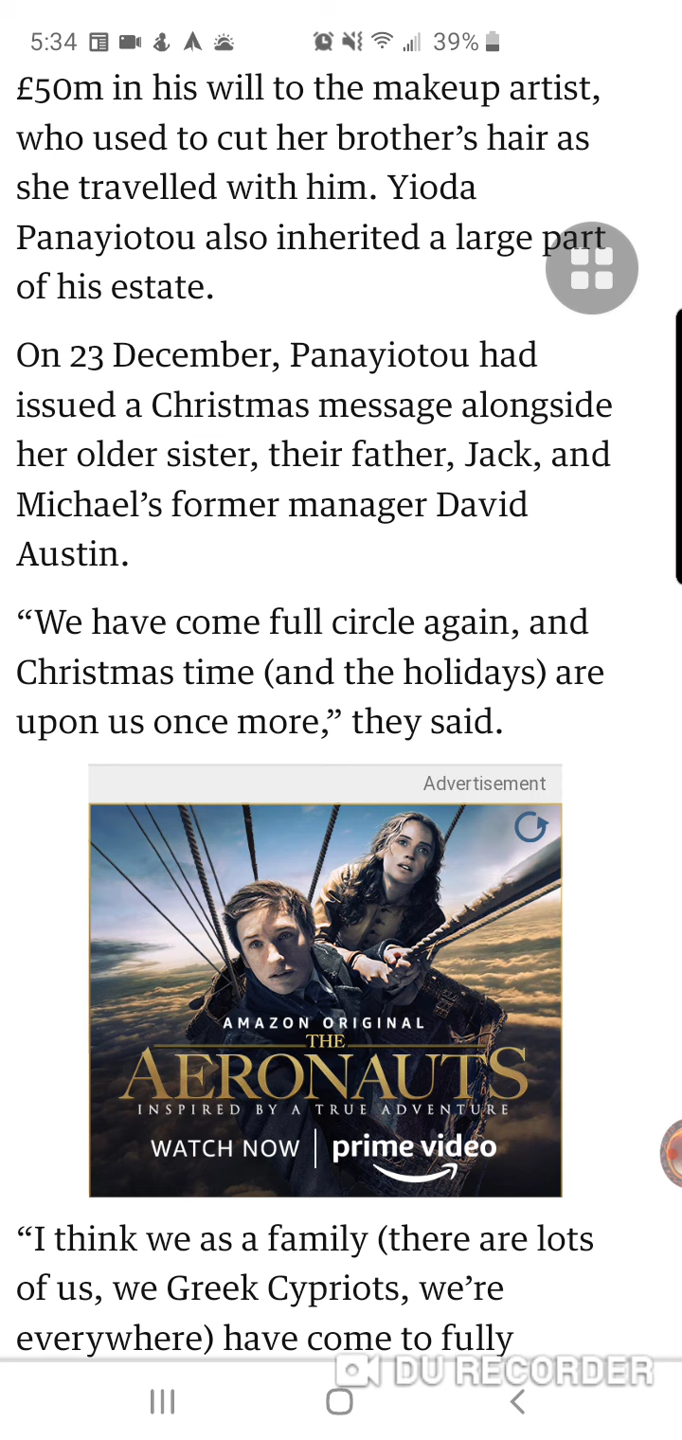 5:34
39%
£50m in his will to the makeup artist,
who used to cut her brother’s hair as
she travelled with him. Yioda
Panayiotou also inherited a large part
of his estate.
On 23 December, Panayiotou had
issued a Christmas message alongside
her older sister, their father, Jack, and
Michael’s former manager David
Austin.
“We have come full circle again, and
Christmas time (and the holidays) are
upon us once more,” they said.
Advertisement
AMAZON ORIGINAL
THE
AERONAUTS
INSPIRED BY A TRUE ADVENTURE
WATCH NOW | prime video
“I think we as a family (there are lots
of us, we Greek Cypriots, we’re
everywhere) have come to fully
DU RECORDER